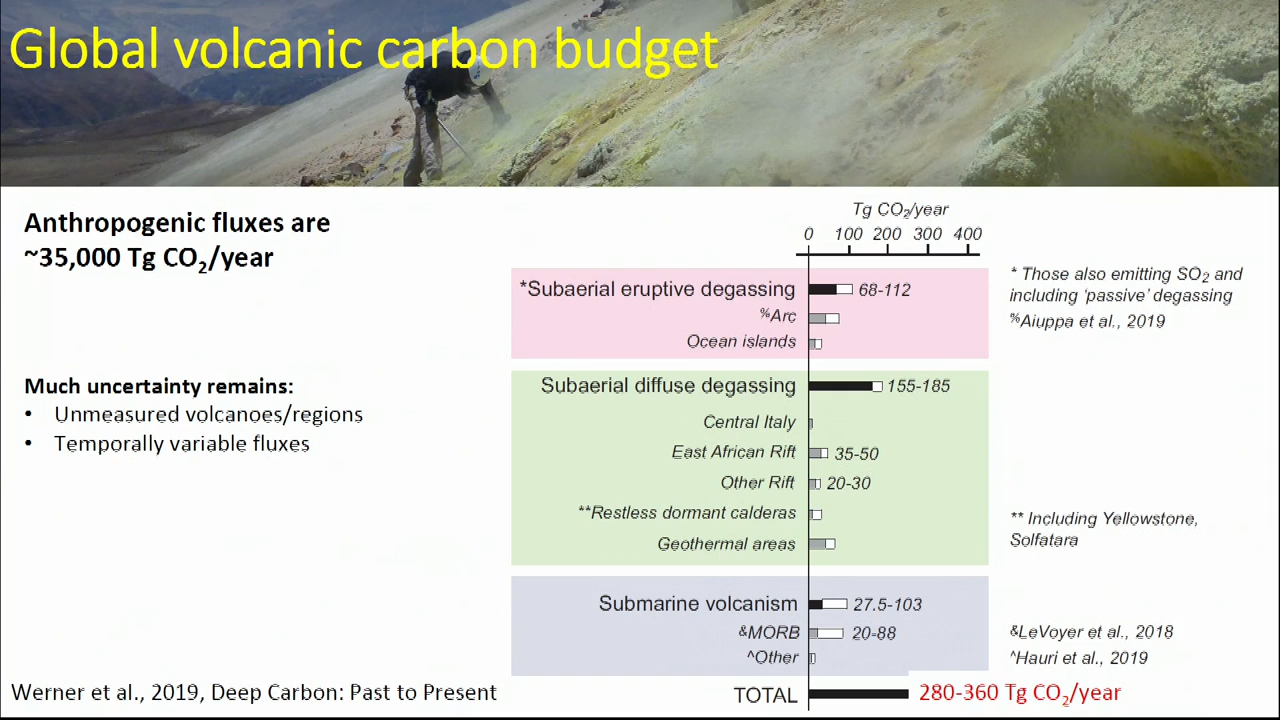 Global volcanic carbon budget
Anthropogenic fluxes are
~35,000 Tg CO₂/year
Much uncertainty remains:
• Unmeasured volcanoes/regions
• Temporally variable fluxes
Tg CO₂/year
0 100 200 300 400
*Subaerial eruptive degassing 68-112
%Arc
Ocean islands
* Those also emitting SO₂ and
including ‘passive’ degassing
%Aiuppa et al., 2019
Subaerial diffuse degassing 155-185
Central Italy
East African Rift 35-50
Other Rift 20-30
**Restless dormant calderas
Geothermal areas
** Including Yellowstone,
Solfatara
Submarine volcanism 27.5-103
&MORB 20-88
^Other
&LeVoyer et al., 2018
^Hauri et al., 2019
TOTAL 280-360 Tg CO₂/year
Werner et al., 2019, Deep Carbon: Past to Present